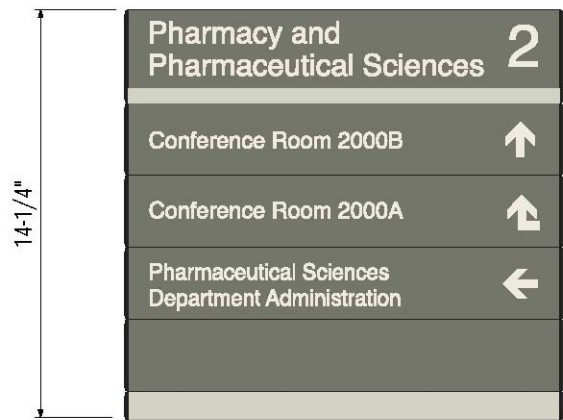 Pharmacy and
Pharmaceutical Sciences 2
Conference Room 2000B
Conference Room 2000A
Pharmaceutical Sciences
Department Administration
14-1/4"